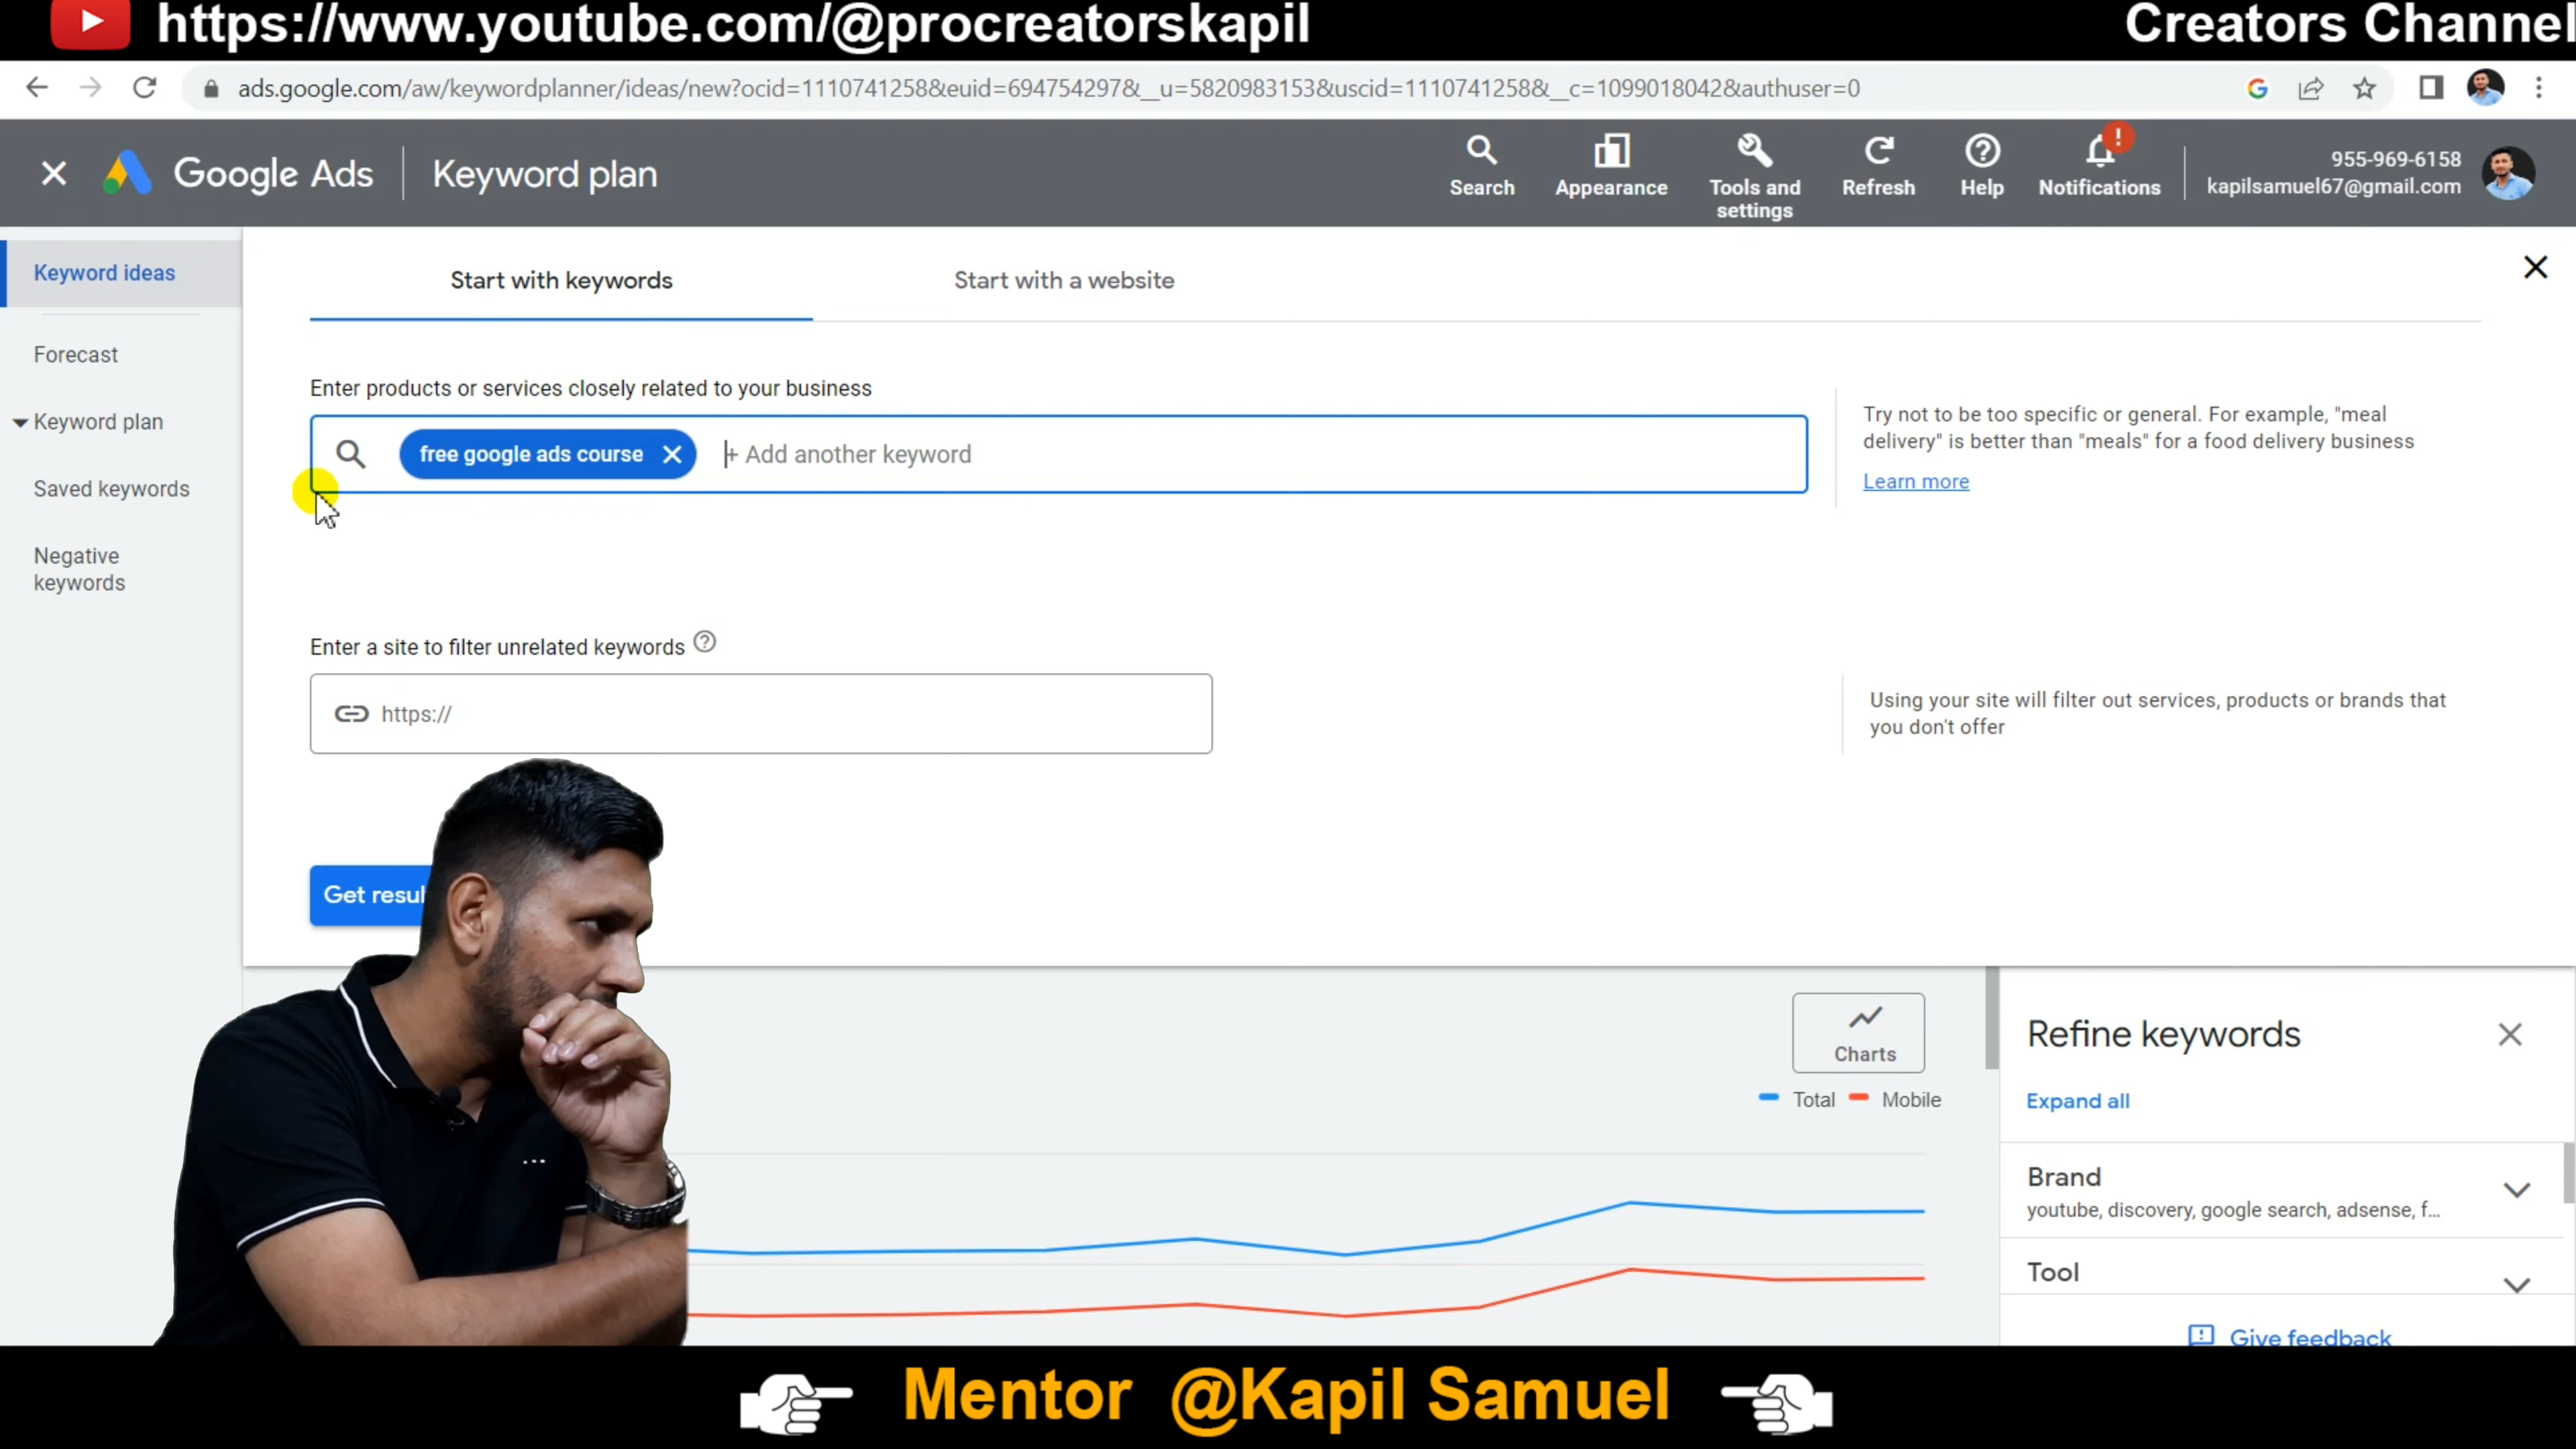 https://www.youtube.com/@procreatorskapil
Creators Channel
ads.google.com/aw/keywordplanner/ideas/new?ocid=1110741258&euid=694754297&__u=5820983153&uscid=1110741258&__c=1099018042&authuser=0
Google Ads
Keyword plan
Search
Appearance
Tools and
settings
Refresh
Help
Notifications
955-969-6158
kapilsamuel67@gmail.com
Keyword ideas
Forecast
Keyword plan
Saved keywords
Negative
keywords
Start with keywords
Start with a website
Enter products or services closely related to your business
free google ads course
+ Add another keyword
Try not to be too specific or general. For example, "meal
delivery" is better than "meals" for a food delivery business
Learn more
Enter a site to filter unrelated keywords
https://
Using your site will filter out services, products or brands that
you don't offer
Get resul
Charts
Total
Mobile
Refine keywords
Expand all
Brand
youtube, discovery, google search, adsense, f...
Tool
Give feedback
Mentor @Kapil Samuel